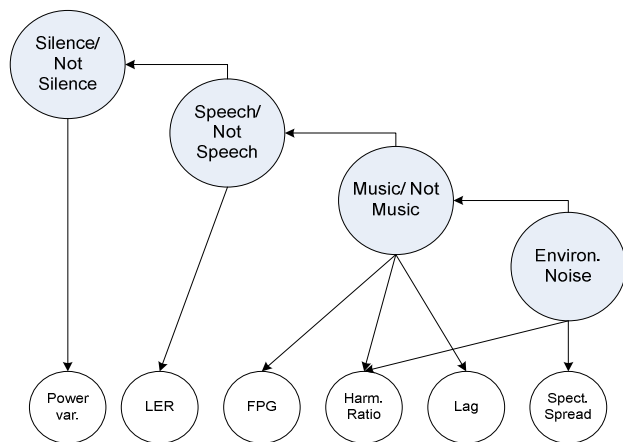 Silence/
Not
Silence
Speech/
Not
Speech
Music/ Not
Music
Environ.
Noise
Power
var.
LER
FPG
Harm.
Ratio
Lag
Spect.
Spread